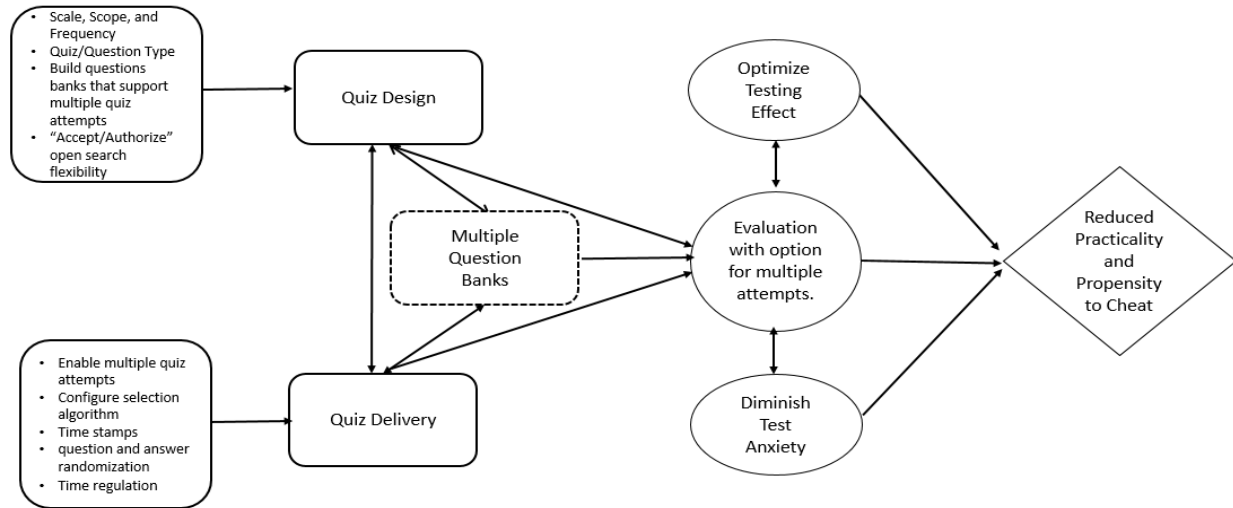 • Scale, Scope, and
Frequency
• Quiz/Question Type
• Build questions
banks that support
multiple quiz
attempts
• “Accept/Authorize”
open search
flexibility
Quiz Design
Optimize
Testing
Effect
Multiple
Question
Banks
Evaluation
with option
for multiple
attempts.
Reduced
Practicality
and
Propensity
to Cheat
• Enable multiple quiz
attempts
• Configure selection
algorithm
• Time stamps
• question and answer
randomization
• Time regulation
Quiz Delivery
Diminish
Test
Anxiety